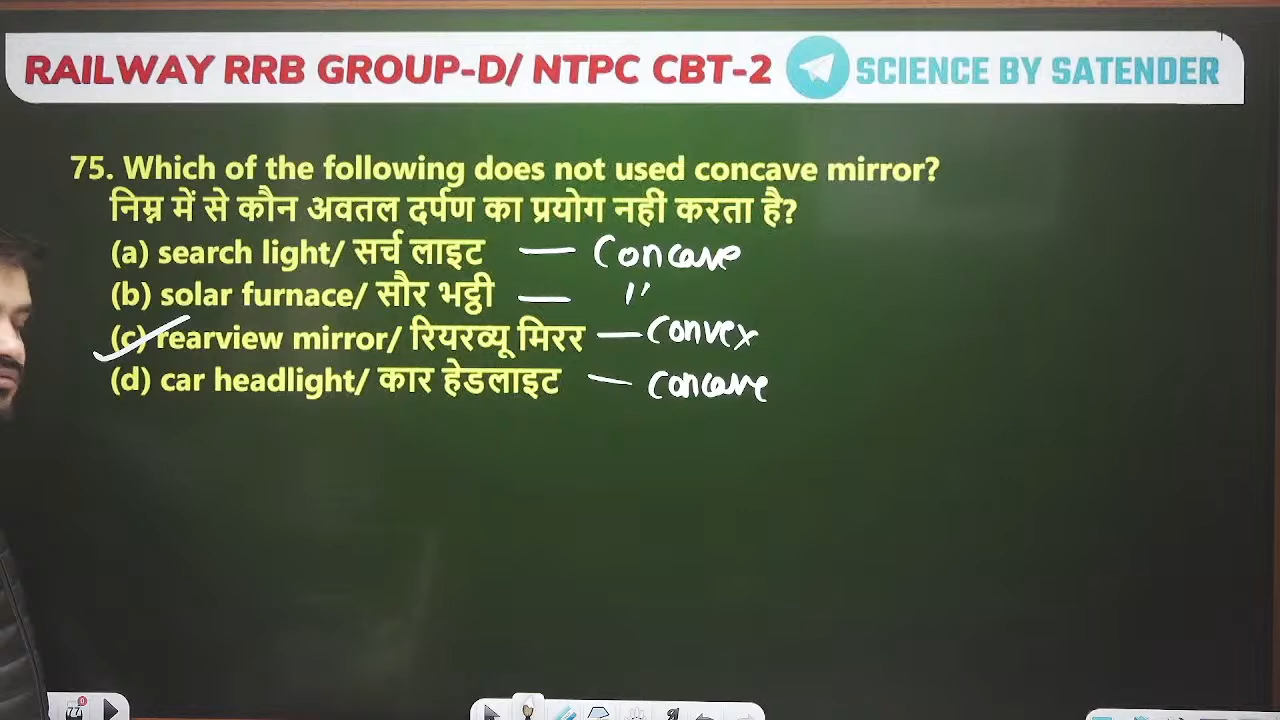 RAILWAY RRB GROUP-D/ NTPC CBT-2 SCIENCE BY SATENDER
75. Which of the following does not used concave mirror?
निम्न में से कौन अवतल दर्पण का प्रयोग नहीं करता है?
(a) search light/ सर्च लाइट — Concave
(b) solar furnace/ सौर भट्ठी — "
(c) rearview mirror/ रियरव्यू मिरर — Convex
(d) car headlight/ कार हेडलाइट — Concave